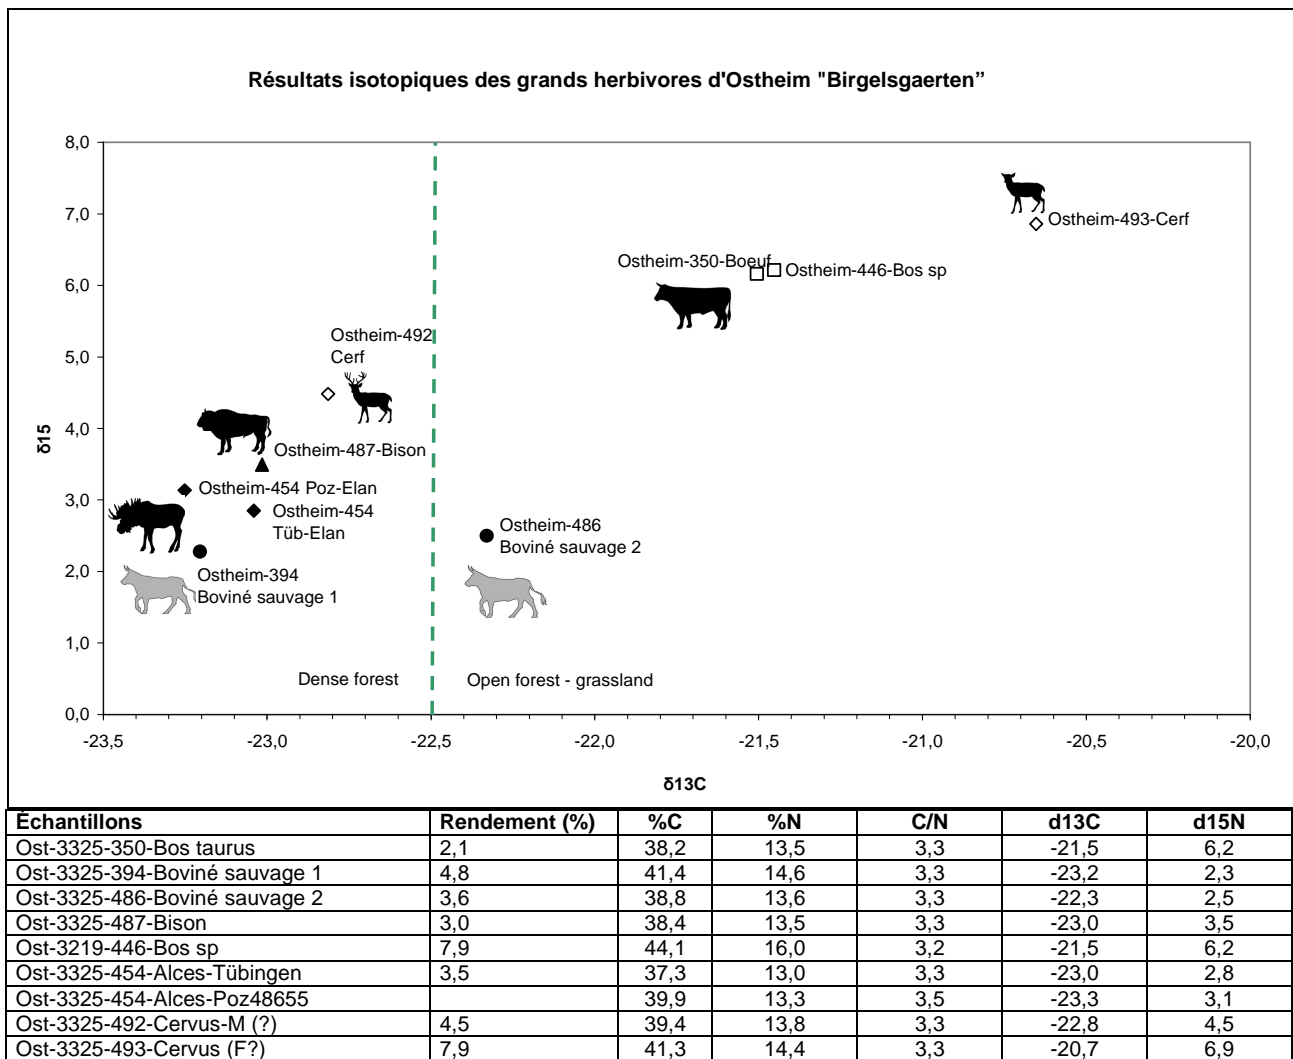 Résultats isotopiques des grands herbivores d'Ostheim "Birgelsgaerten”
8,0
7,0
6,0
5,0
4,0
3,0
2,0
1,0
0,0
δ15
Ostheim-493-Cerf
Ostheim-350-Boeuf
Ostheim-446-Bos sp
Ostheim-492
Cerf
Ostheim-487-Bison
Ostheim-454 Poz-Elan
Ostheim-454
Tüb-Elan
Ostheim-486
Boviné sauvage 2
Ostheim-394
Boviné sauvage 1
Dense forest
Open forest - grassland
-23,5 -23,0 -22,5 -22,0 -21,5 -21,0 -20,5 -20,0
δ13C
Échantillons Rendement (%) %C %N C/N d13C d15N
Ost-3325-350-Bos taurus 2,1 38,2 13,5 3,3 -21,5 6,2
Ost-3325-394-Boviné sauvage 1 4,8 41,4 14,6 3,3 -23,2 2,3
Ost-3325-486-Boviné sauvage 2 3,6 38,8 13,6 3,3 -22,3 2,5
Ost-3325-487-Bison 3,0 38,4 13,5 3,3 -23,0 3,5
Ost-3219-446-Bos sp 7,9 44,1 16,0 3,2 -21,5 6,2
Ost-3325-454-Alces-Tübingen 3,5 37,3 13,0 3,3 -23,0 2,8
Ost-3325-454-Alces-Poz48655 39,9 13,3 3,5 -23,3 3,1
Ost-3325-492-Cervus-M (?) 4,5 39,4 13,8 3,3 -22,8 4,5
Ost-3325-493-Cervus (F?) 7,9 41,3 14,4 3,3 -20,7 6,9